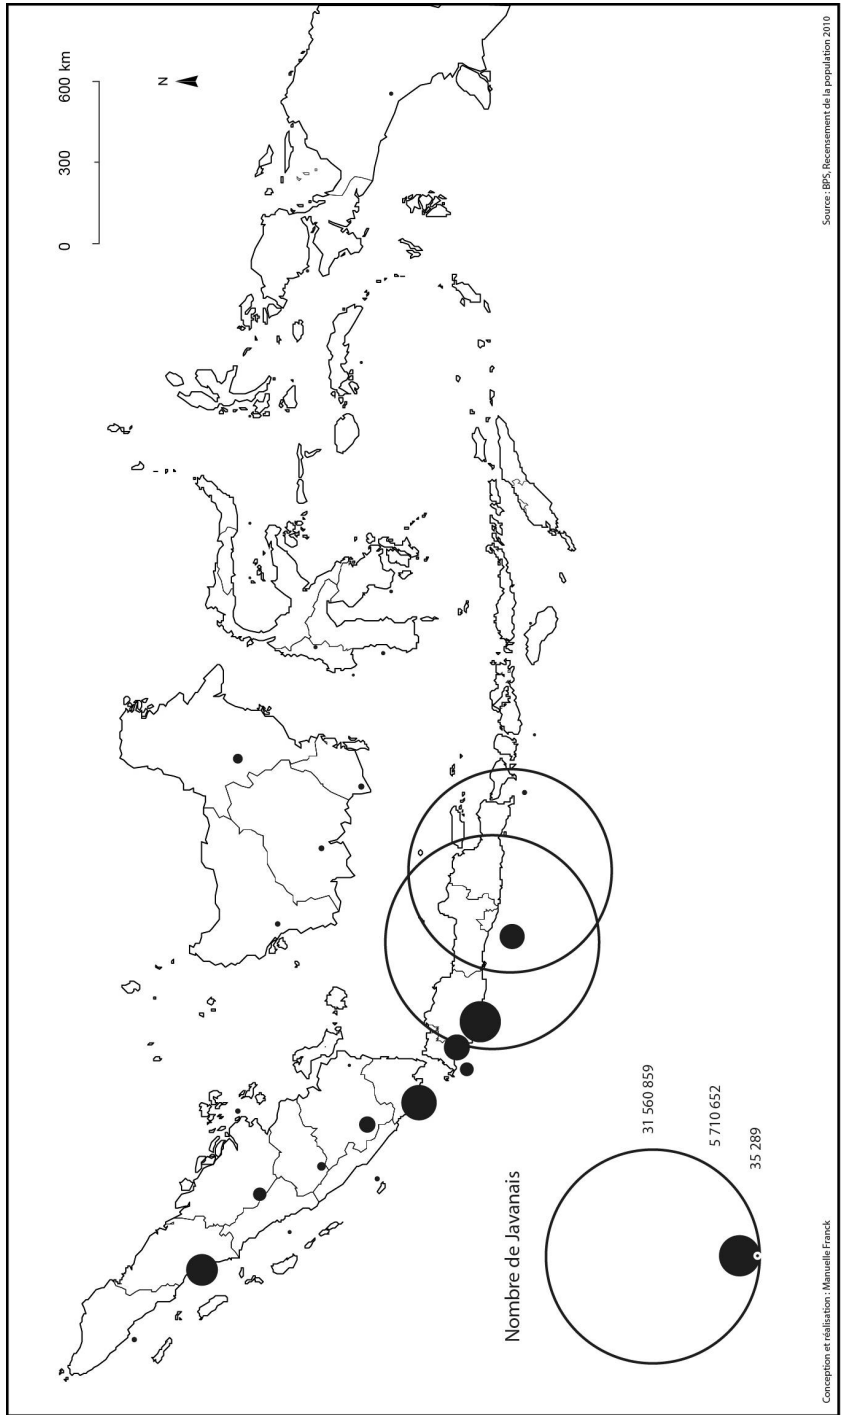 0 300 600 km
N
Nombre de Javanais
31 560 859
5 710 652
35 289
Conception et réalisation : Manuelle Franck
Source : BPS, Recensement de la population 2010